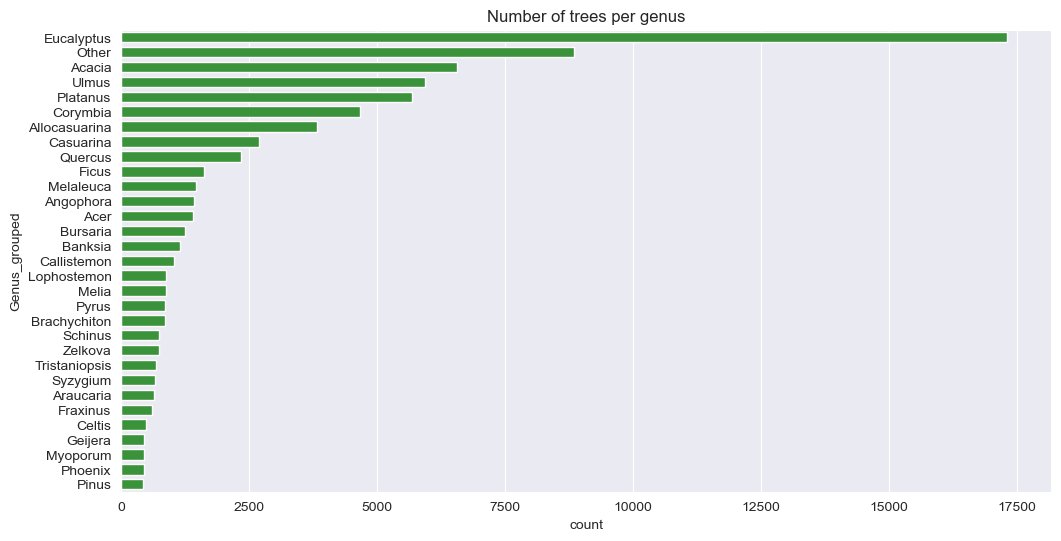 Number of trees per genus
Genus_grouped
Eucalyptus
Other
Acacia
Ulmus
Platanus
Corymbia
Allocasuarina
Casuarina
Quercus
Ficus
Melaleuca
Angophora
Acer
Bursaria
Banksia
Callistemon
Lophostemon
Melia
Pyrus
Brachychiton
Schinus
Zelkova
Tristaniopsis
Syzygium
Araucaria
Fraxinus
Celtis
Geijera
Myoporum
Phoenix
Pinus
0 2500 5000 7500 10000 12500 15000 17500
count